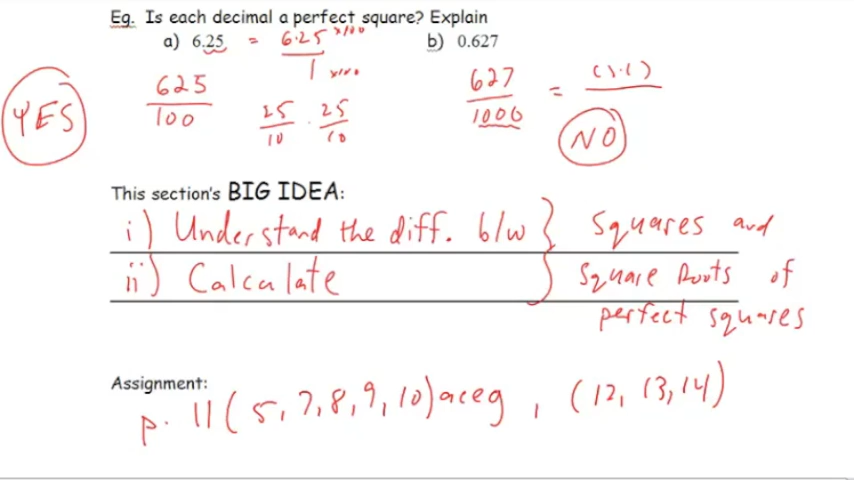 Eg. Is each decimal a perfect square? Explain
a) 6.25 = 6.25 x100 / 1 x100 b) 0.627
YES 625/100 25/10 · 25/10 627/1000 = ( )·( ) NO
This section's BIG IDEA:
i) Understand the diff. b/w } Squares and
ii) Calculate } Square Roots of
perfect squares
Assignment:
p. 11 (5, 7, 8, 9, 10) aceg, (12, 13, 14)